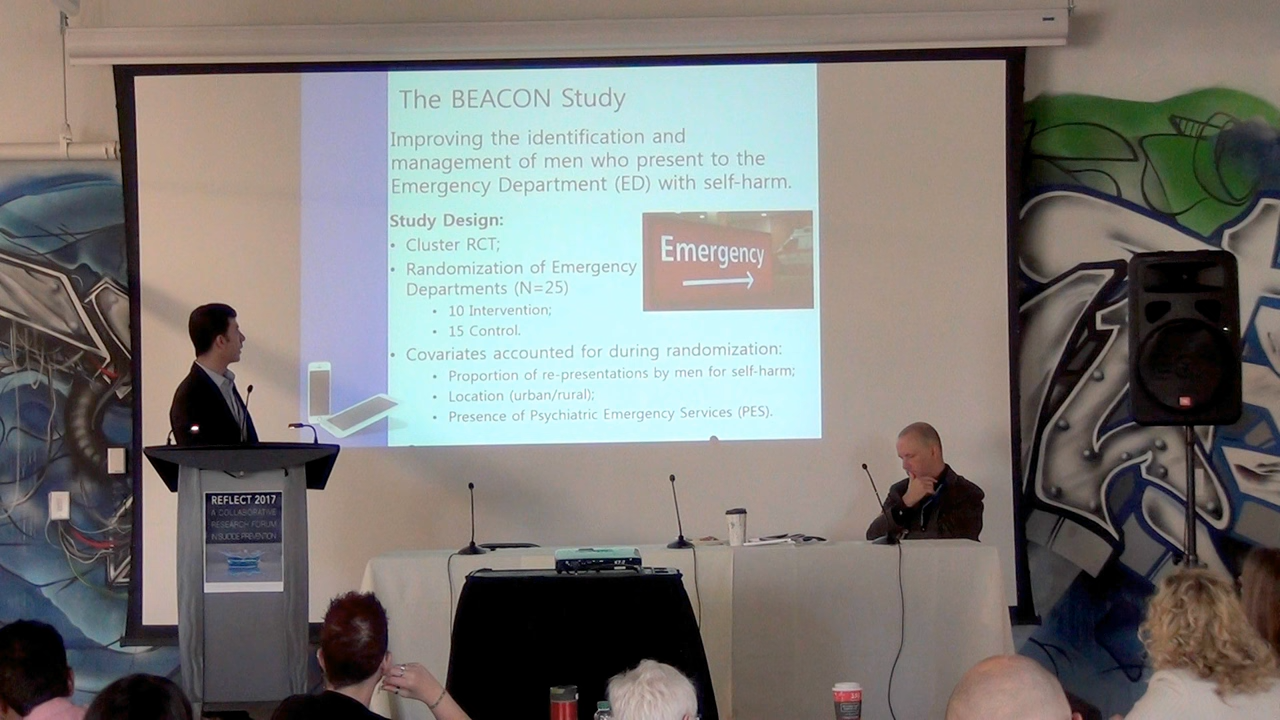 The BEACON Study
Improving the identification and
management of men who present to the
Emergency Department (ED) with self-harm.
Study Design:
• Cluster RCT;
• Randomization of Emergency
Departments (N=25)
• 10 Intervention;
• 15 Control.
• Covariates accounted for during randomization:
• Proportion of re-presentations by men for self-harm;
• Location (urban/rural);
• Presence of Psychiatric Emergency Services (PES).
Emergency
REFLECT 2017
A COLLABORATIVE
RESEARCH FORUM
IN SUICIDE PREVENTION
JBL